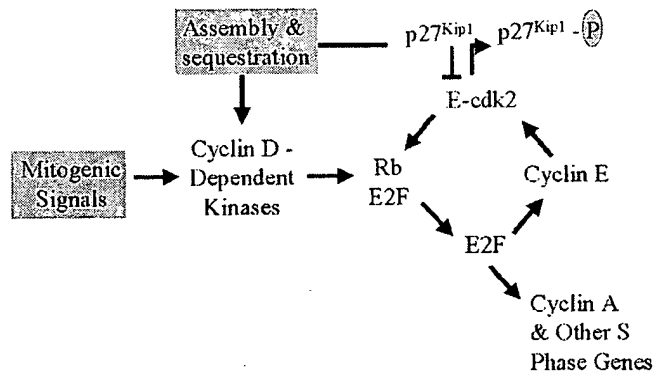 Assembly &
sequestration
p27Kip1
p27Kip1 - P
E-cdk2
Mitogenic
Signals
Cyclin D -
Dependent
Kinases
Rb
E2F
Cyclin E
E2F
Cyclin A
& Other S
Phase Genes